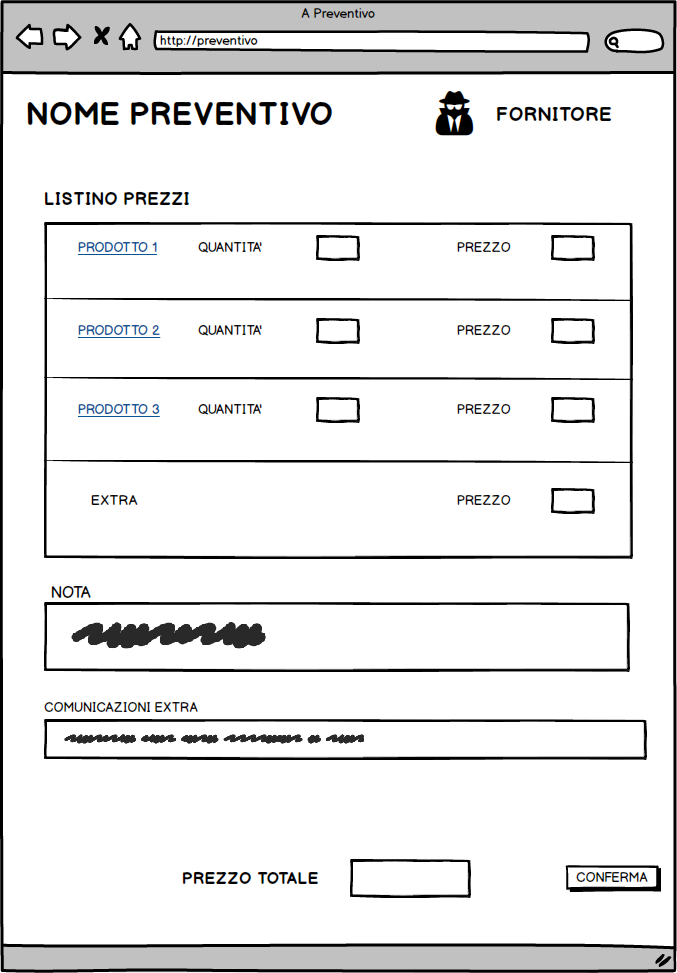 A Preventivo
http://preventivo
NOME PREVENTIVO
FORNITORE
LISTINO PREZZI
PRODOTTO 1 QUANTITA' PREZZO
PRODOTTO 2 QUANTITA' PREZZO
PRODOTTO 3 QUANTITA' PREZZO
EXTRA PREZZO
NOTA
COMUNICAZIONI EXTRA
PREZZO TOTALE
CONFERMA